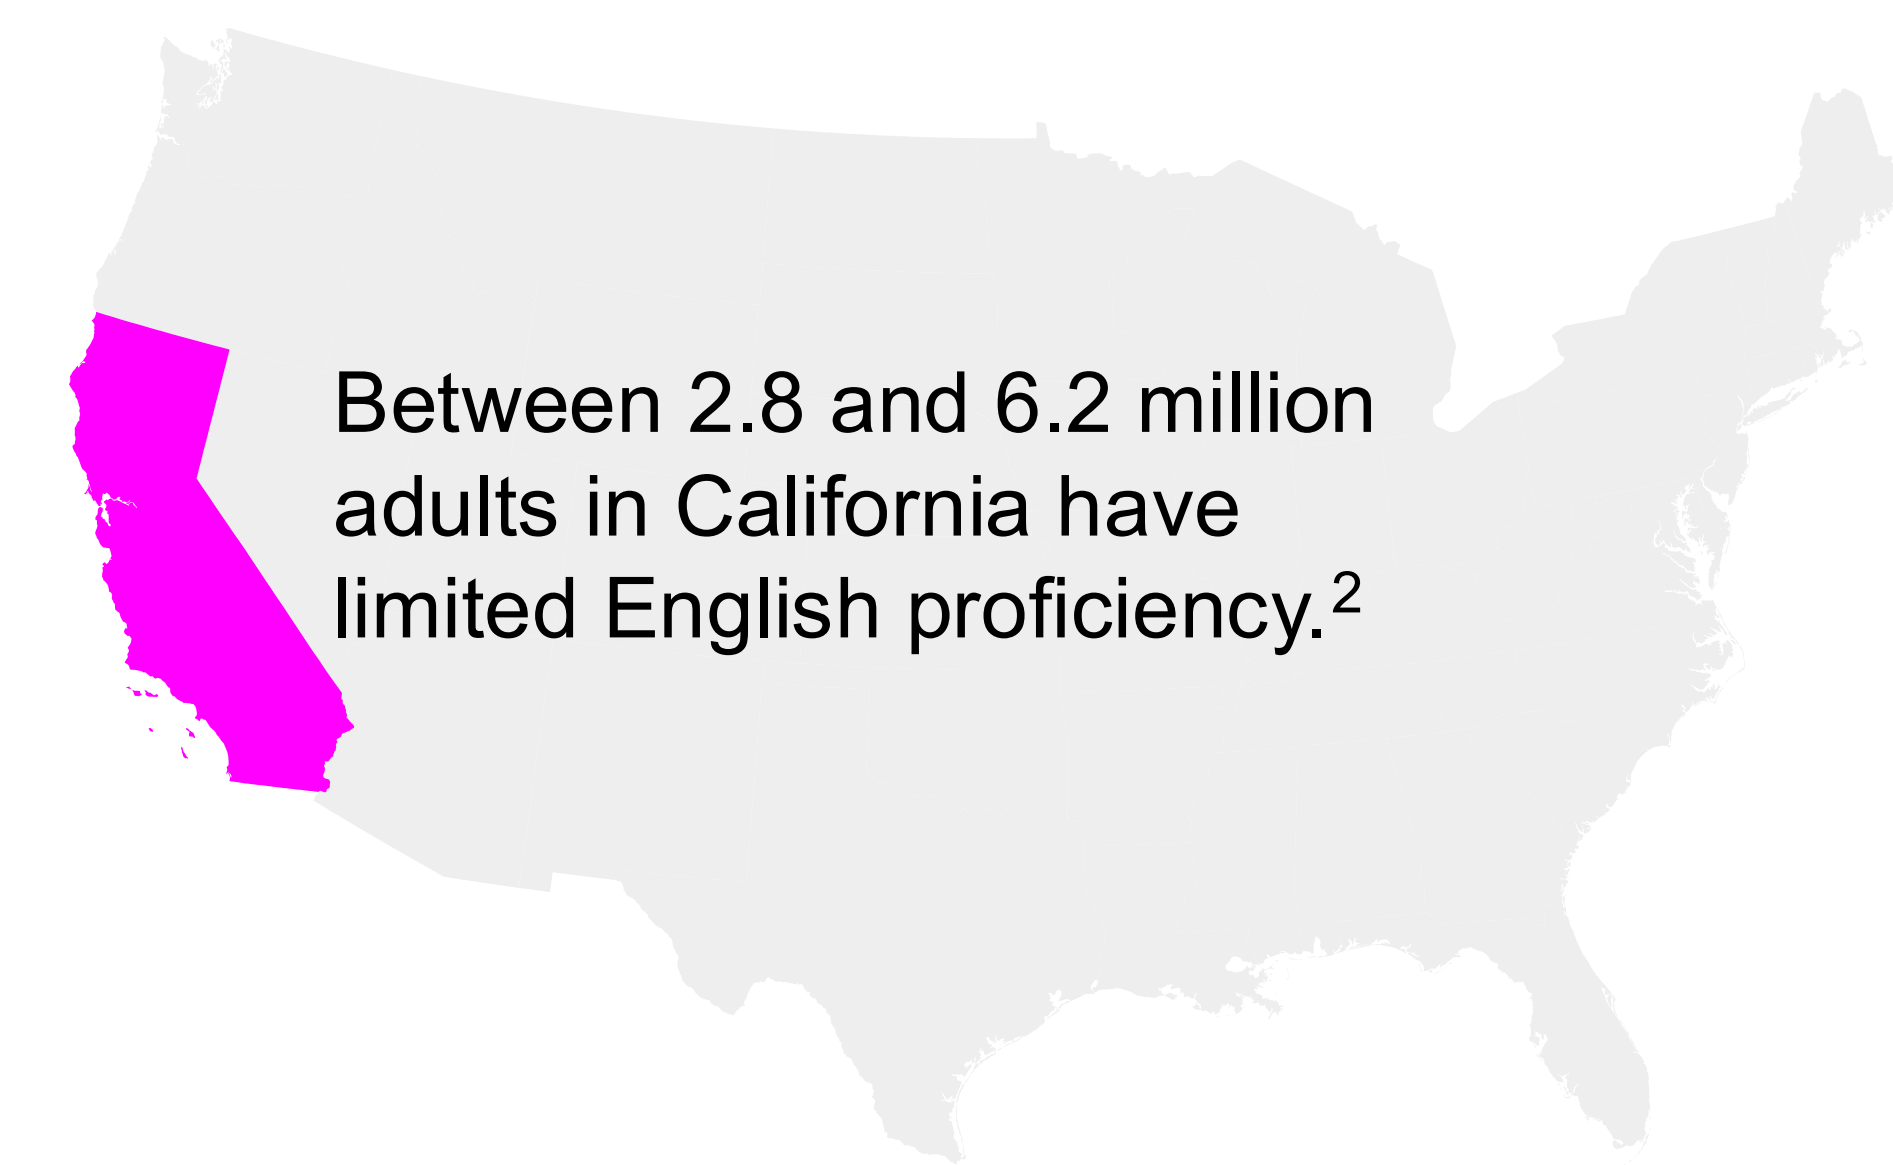 Between 2.8 and 6.2 million
adults in California have
limited English proficiency.²